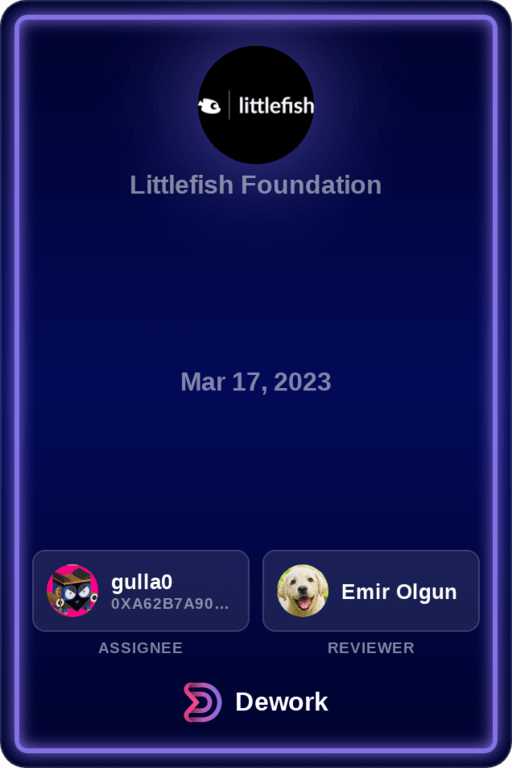 littlefish
Littlefish Foundation
Mar 17, 2023
gulla0
0XA62B7A90...
Emir Olgun
ASSIGNEE
REVIEWER
Dework